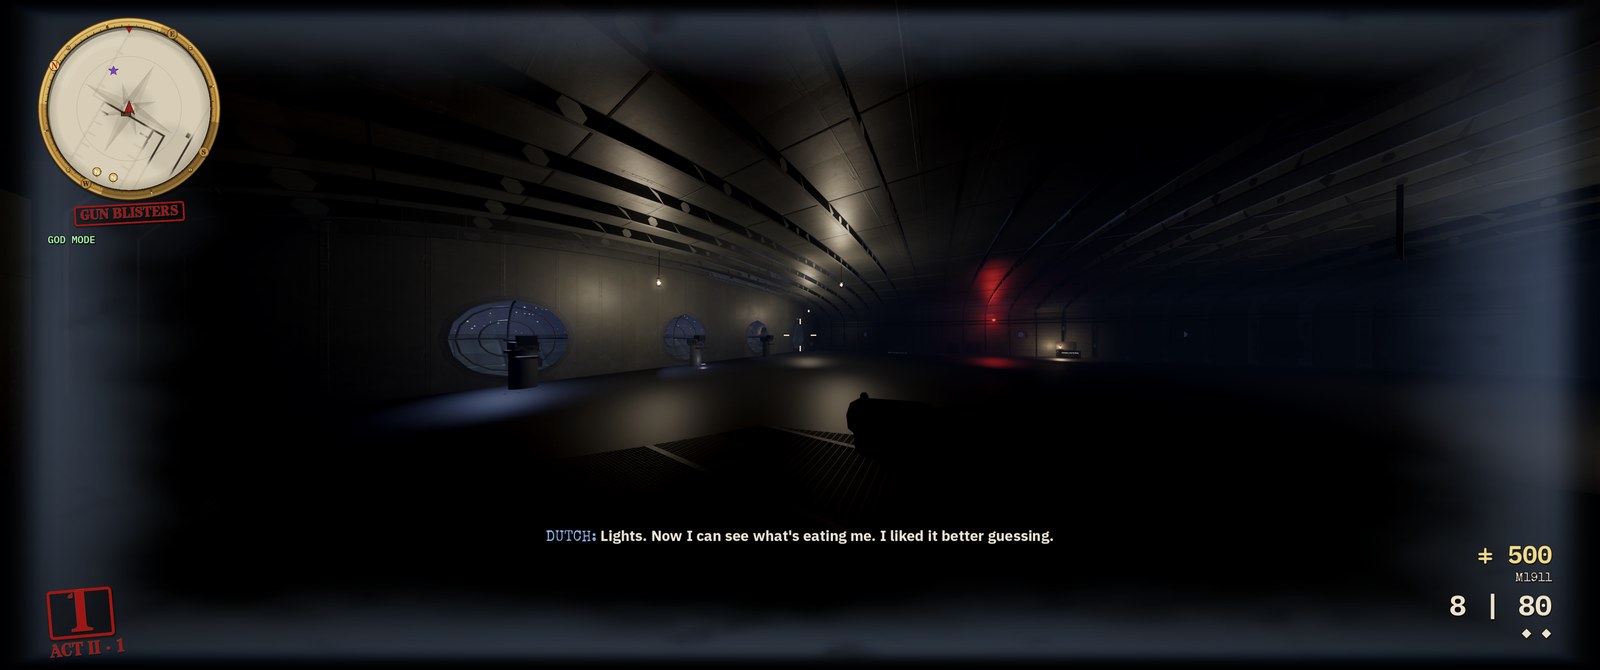 N
E
S
W
GUN BLISTERS
GOD MODE
DUTCH: Lights. Now I can see what's eating me. I liked it better guessing.
500
M1911
8 | 80
1
ACT II - 1